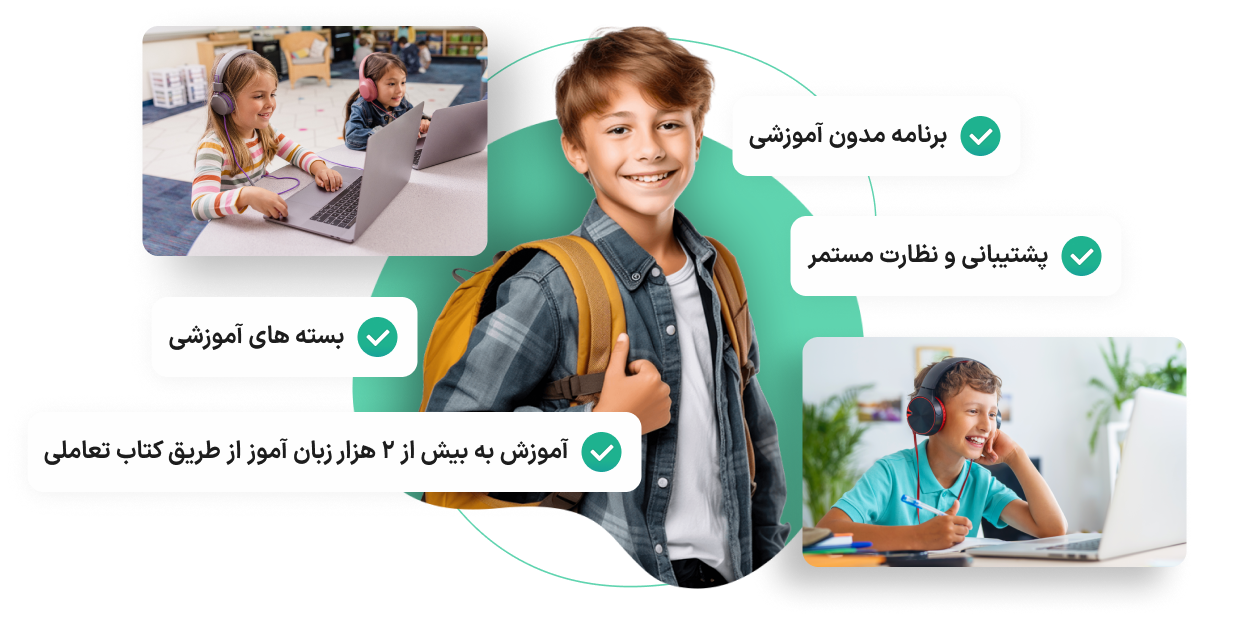 برنامه مدون آموزشی
پشتیبانی و نظارت مستمر
بسته های آموزشی
آموزش به بیش از ۲ هزار زبان آموز از طریق کتاب تعاملی